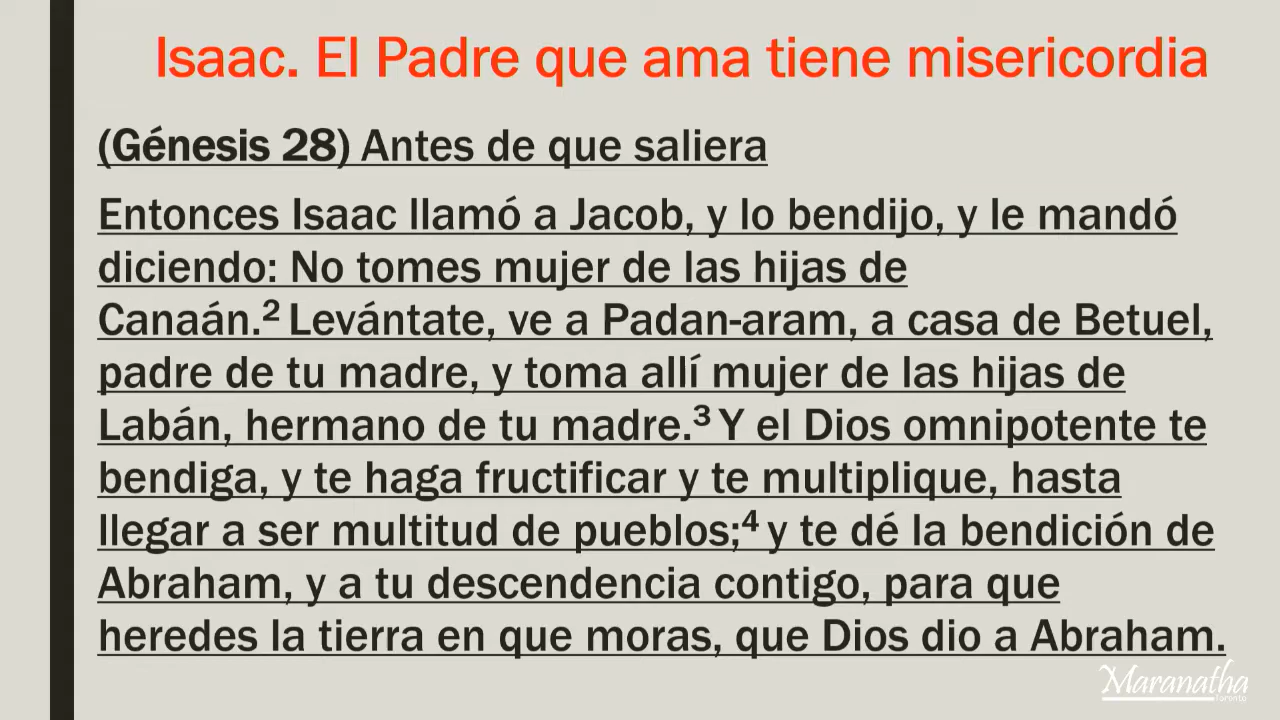 Isaac. El Padre que ama tiene misericordia
(Génesis 28) Antes de que saliera
Entonces Isaac llamó a Jacob, y lo bendijo, y le mandó
diciendo: No tomes mujer de las hijas de
Canaán.² Levántate, ve a Padan-aram, a casa de Betuel,
padre de tu madre, y toma allí mujer de las hijas de
Labán, hermano de tu madre.³ Y el Dios omnipotente te
bendiga, y te haga fructificar y te multiplique, hasta
llegar a ser multitud de pueblos;⁴ y te dé la bendición de
Abraham, y a tu descendencia contigo, para que
heredes la tierra en que moras, que Dios dio a Abraham.
Maranatha
Toronto